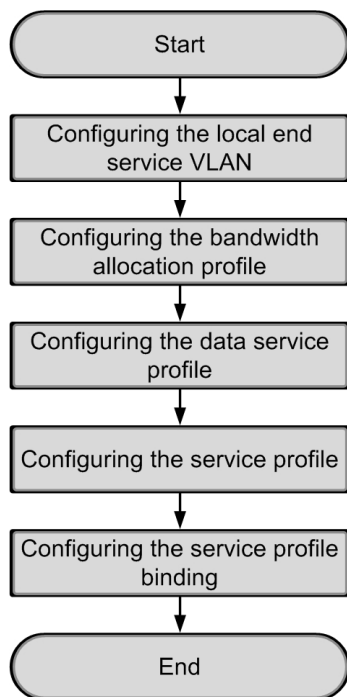 Start
Configuring the local end
service VLAN
Configuring the bandwidth
allocation profile
Configuring the data service
profile
Configuring the service profile
Configuring the service profile
binding
End